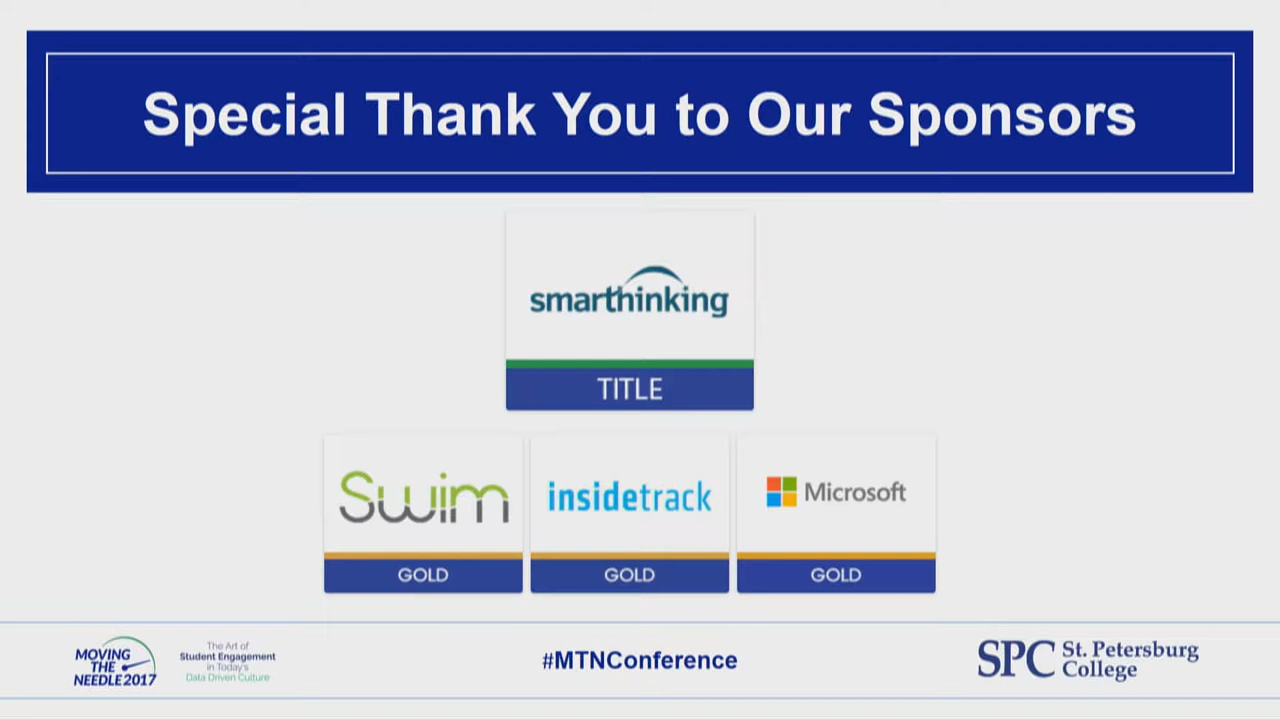 Special Thank You to Our Sponsors
smarthinking
TITLE
Swim
insidetrack
Microsoft
GOLD
GOLD
GOLD
MOVING
THE
NEEDLE 2017
The Art of
Student Engagement
in Today's
Data Driven Culture
#MTNConference
SPC St. Petersburg
College